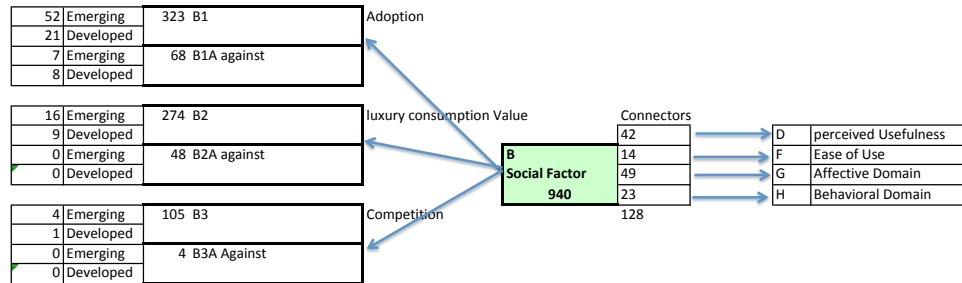 52 Emerging 323 B1 Adoption
21 Developed
7 Emerging 68 B1A against
8 Developed
16 Emerging 274 B2 luxury consumption Value Connectors
9 Developed 42 D perceived Usefulness
0 Emerging 48 B2A against B 14 F Ease of Use
0 Developed Social Factor 49 G Affective Domain
940 23 H Behavioral Domain
4 Emerging 105 B3 Competition 128
1 Developed
0 Emerging 4 B3A Against
0 Developed